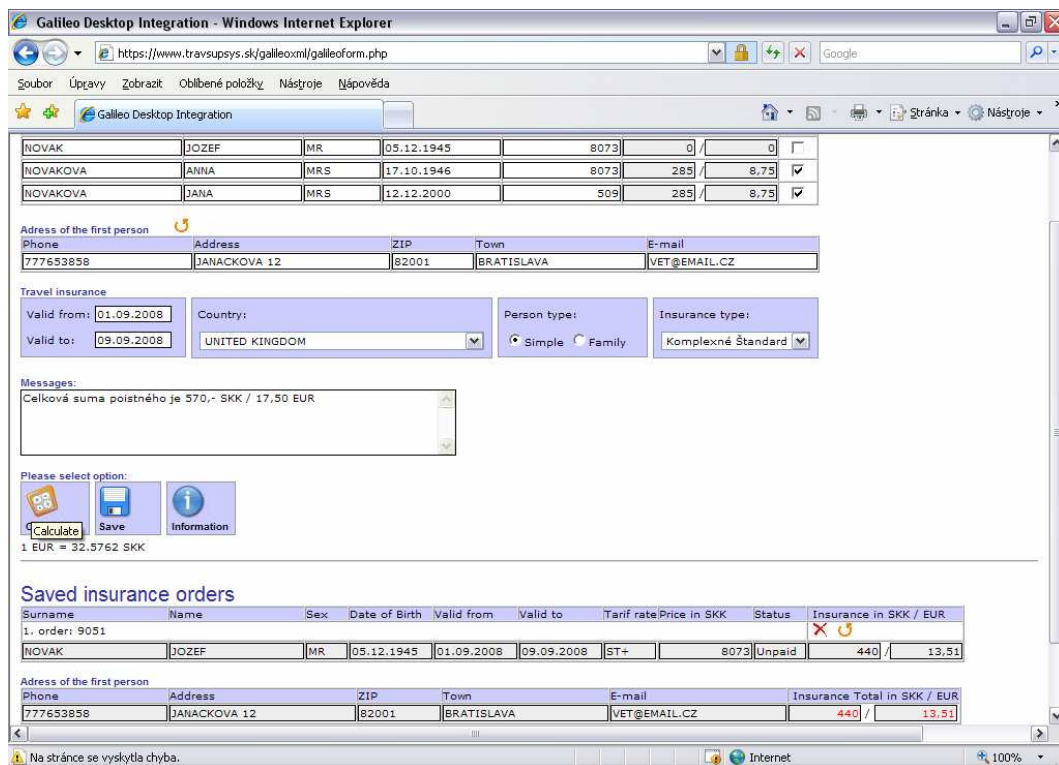 Galileo Desktop Integration - Windows Internet Explorer
https://www.travsupsys.sk/galileoxml/galileoform.php
Google
Soubor Úpravy Zobrazit Oblíbené položky Nástroje Nápověda
Galileo Desktop Integration
Stránka Nástroje
NOVAK JOZEF MR 05.12.1945 8073 0 / 0
NOVAKOVA ANNA MRS 17.10.1946 8073 285 / 8,75
NOVAKOVA JANA MRS 12.12.2000 509 285 / 8,75
Adress of the first person
Phone Address ZIP Town E-mail
777653858 JANACKOVA 12 82001 BRATISLAVA VET@EMAIL.CZ
Travel insurance
Valid from: 01.09.2008 Country: Person type: Insurance type:
Valid to: 09.09.2008 UNITED KINGDOM Simple Family Komplexné Štandard
Messages:
Celková suma poistného je 570,- SKK / 17,50 EUR
Please select option:
Calculate Save Information
1 EUR = 32.5762 SKK
Saved insurance orders
Surname Name Sex Date of Birth Valid from Valid to Tarif rate Price in SKK Status Insurance in SKK / EUR
1. order: 9051
NOVAK JOZEF MR 05.12.1945 01.09.2008 09.09.2008 ST+ 8073 Unpaid 440 / 13,51
Adress of the first person
Phone Address ZIP Town E-mail Insurance Total in SKK / EUR
777653858 JANACKOVA 12 82001 BRATISLAVA VET@EMAIL.CZ 440 / 13,51
Na stránce se vyskytla chyba. Internet 100%